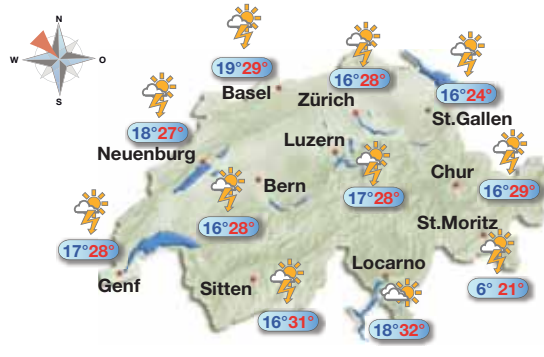 N
W
O
S
19°29°
Basel
16°28°
Zürich
16°24°
St.Gallen
18°27°
Neuenburg
Luzern
17°28°
Bern
16°28°
Chur
16°29°
17°28°
Genf
St.Moritz
6° 21°
Sitten
16°31°
Locarno
18°32°